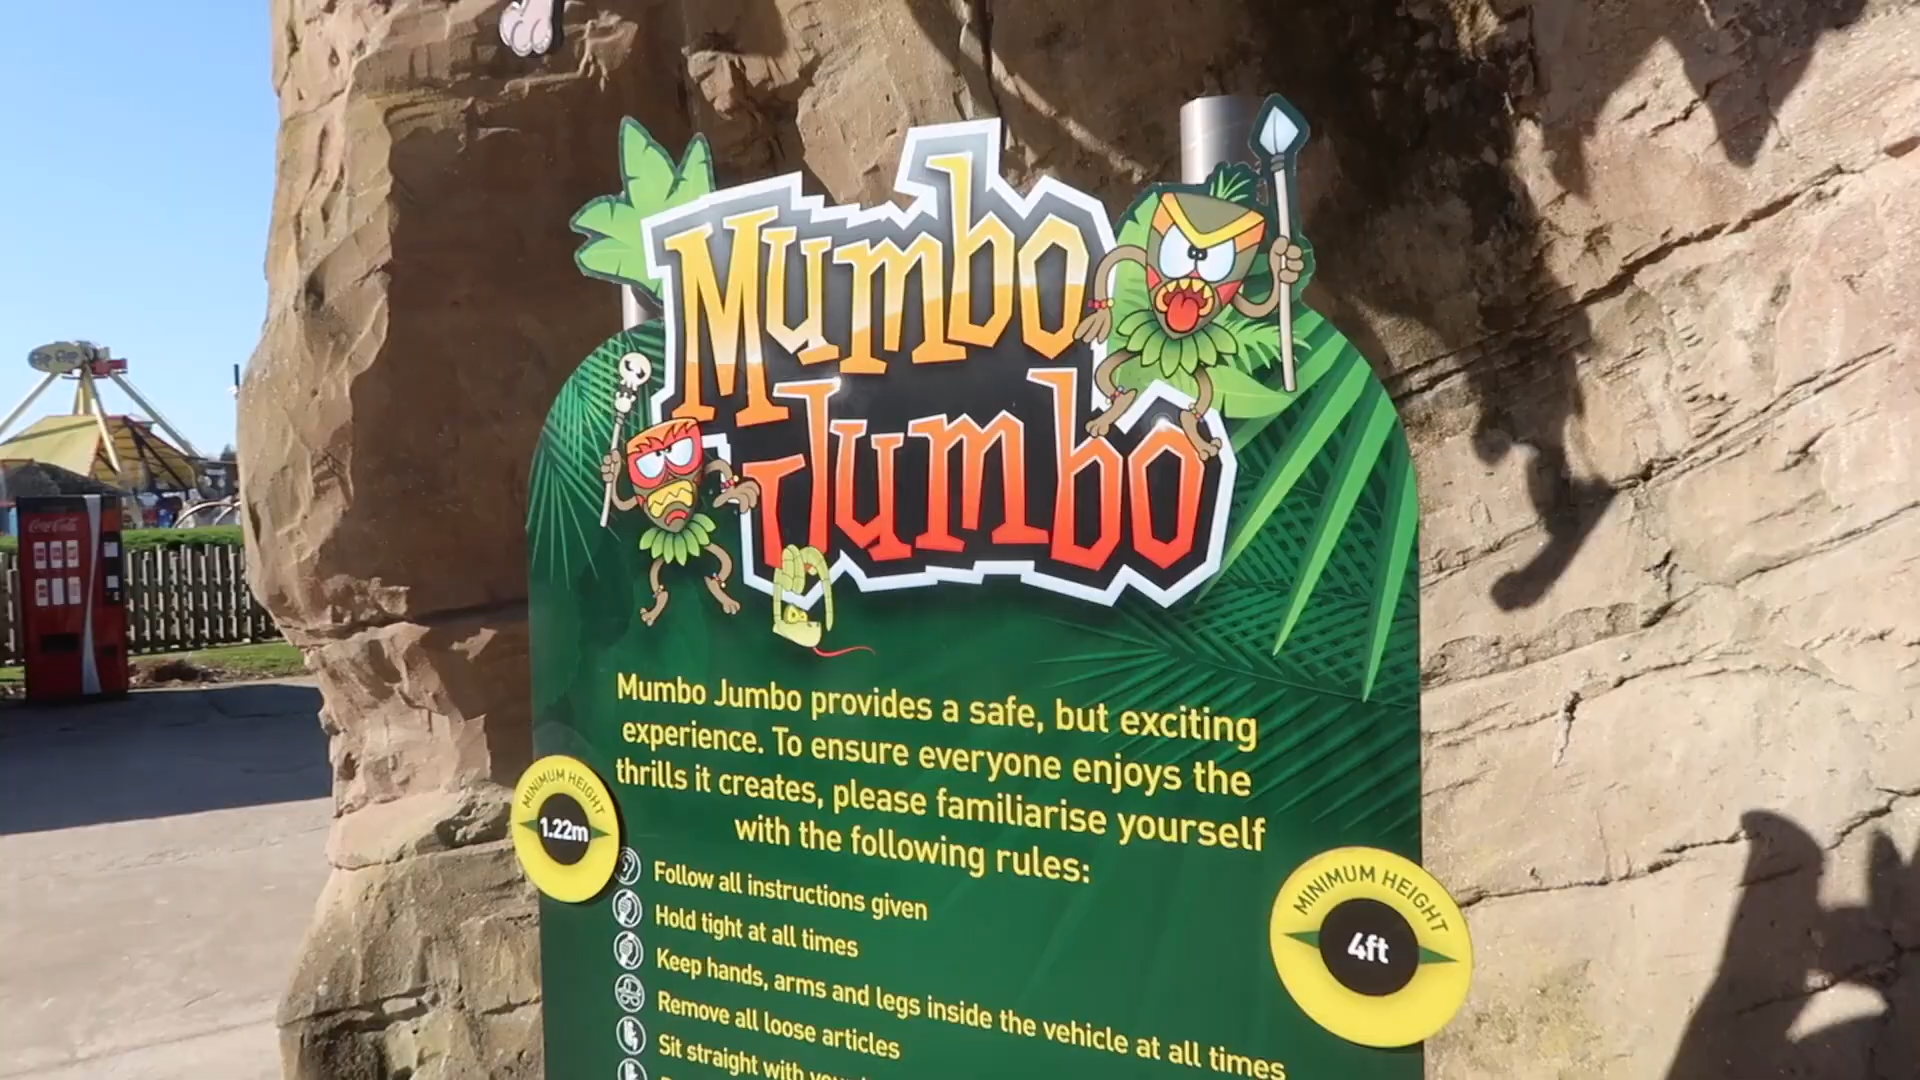 Mumbo
Jumbo
Mumbo Jumbo provides a safe, but exciting
experience. To ensure everyone enjoys the
thrills it creates, please familiarise yourself
with the following rules:
MINIMUM HEIGHT
1.22m
Follow all instructions given
Hold tight at all times
Keep hands, arms and legs inside the vehicle at all times
Remove all loose articles
Sit straight with
MINIMUM HEIGHT
4ft
Coca-Cola